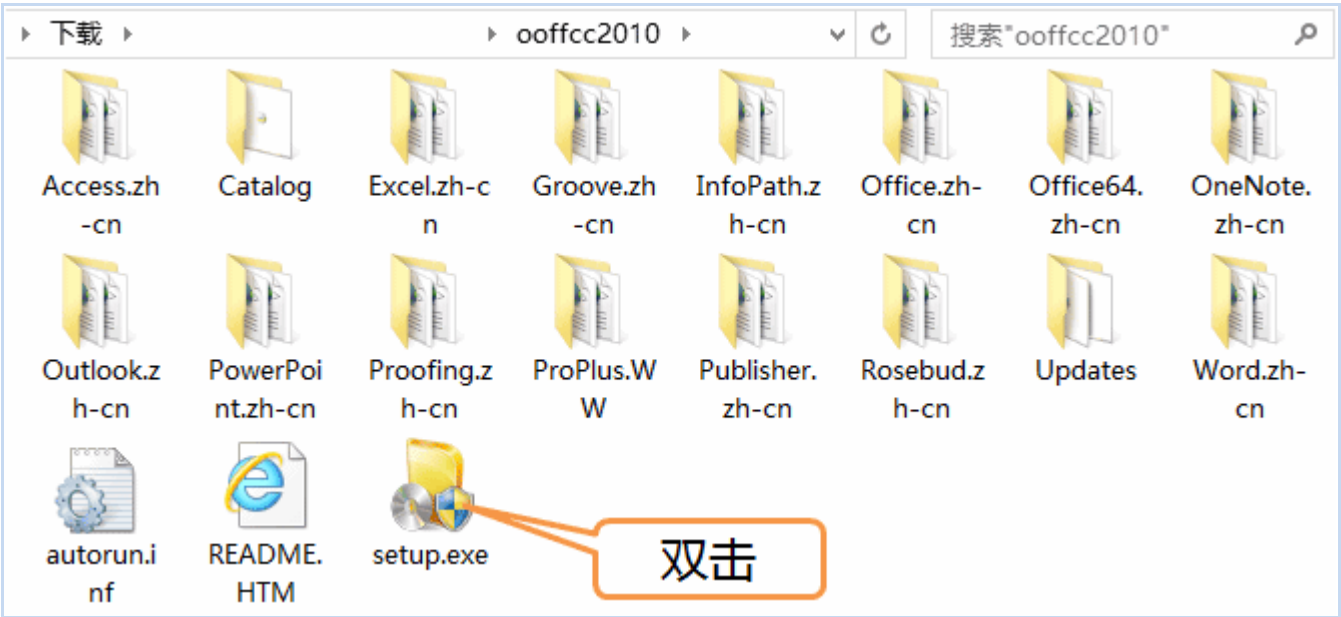 下载 ooffcc2010 搜索"ooffcc2010"
Access.zh Catalog Excel.zh-c Groove.zh InfoPath.z Office.zh- Office64. OneNote.
-cn n -cn h-cn cn zh-cn zh-cn
Outlook.z PowerPoi Proofing.z ProPlus.W Publisher. Rosebud.z Updates Word.zh-
h-cn nt.zh-cn h-cn W zh-cn h-cn cn
autorun.i README. setup.exe 双击
nf HTM